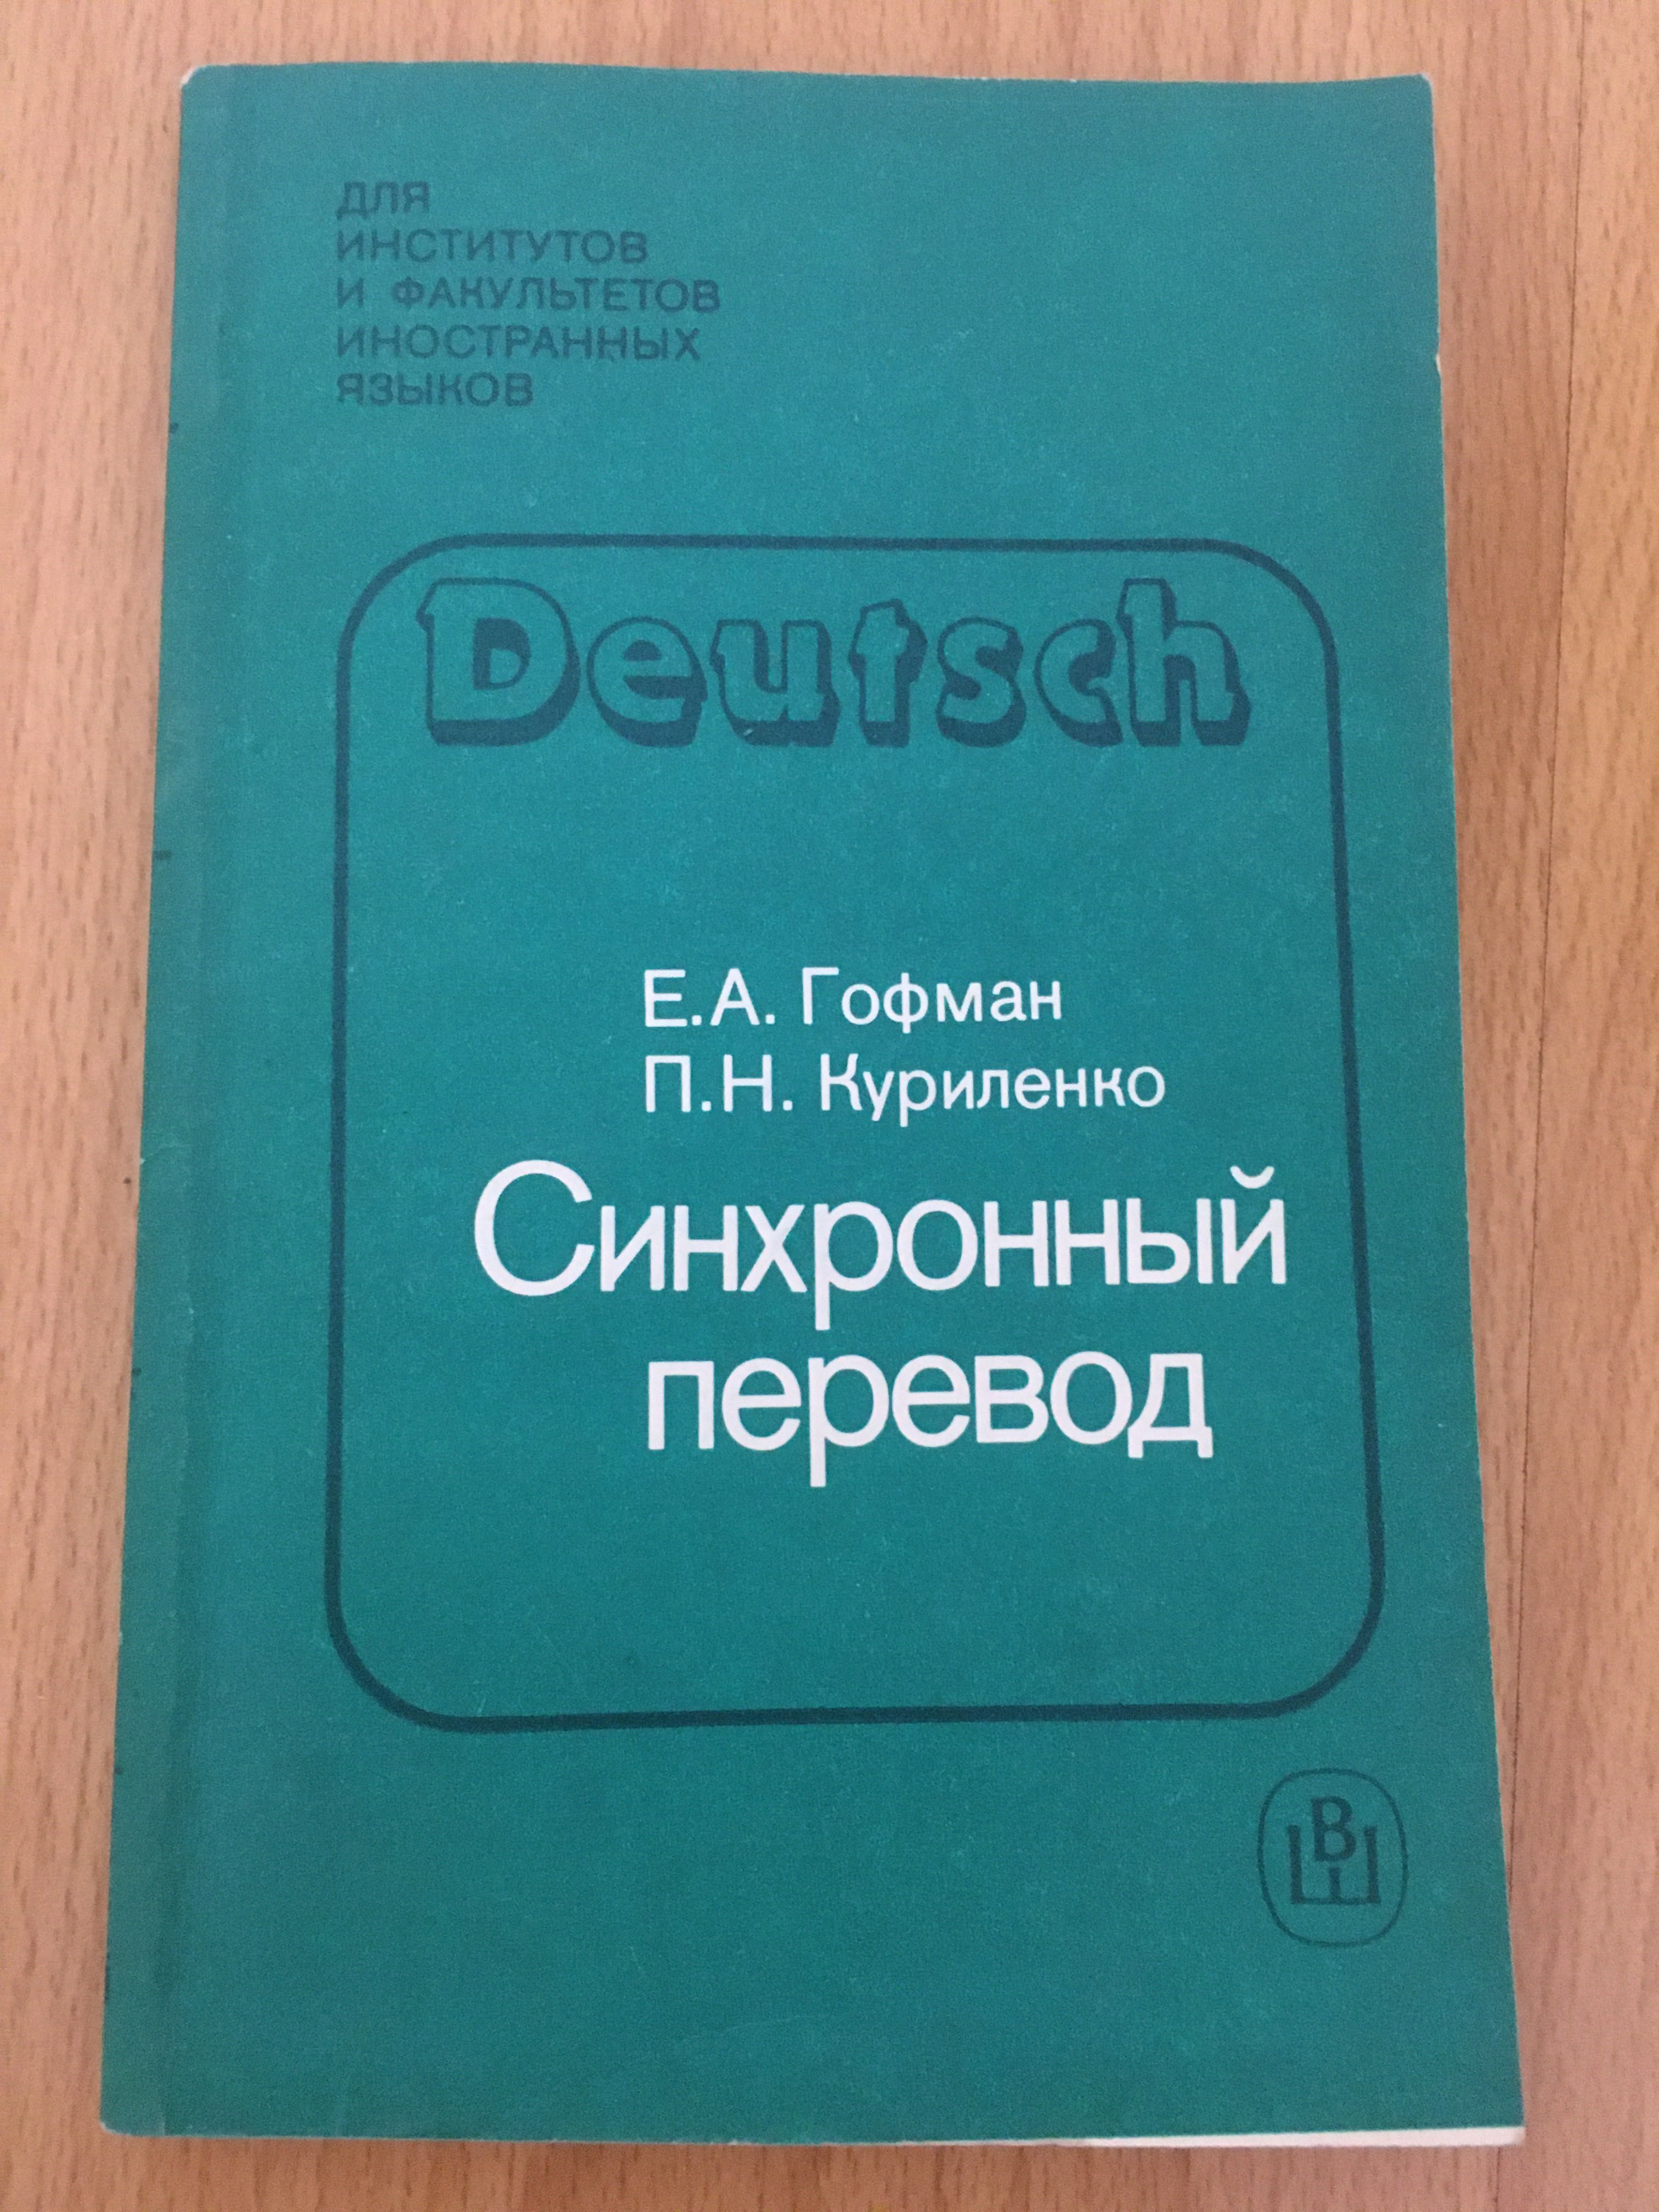 ДЛЯ
ИНСТИТУТОВ
И ФАКУЛЬТЕТОВ
ИНОСТРАННЫХ
ЯЗЫКОВ
Deutsch
Е.А. Гофман
П.Н. Куриленко
Синхронный
перевод
ВШ